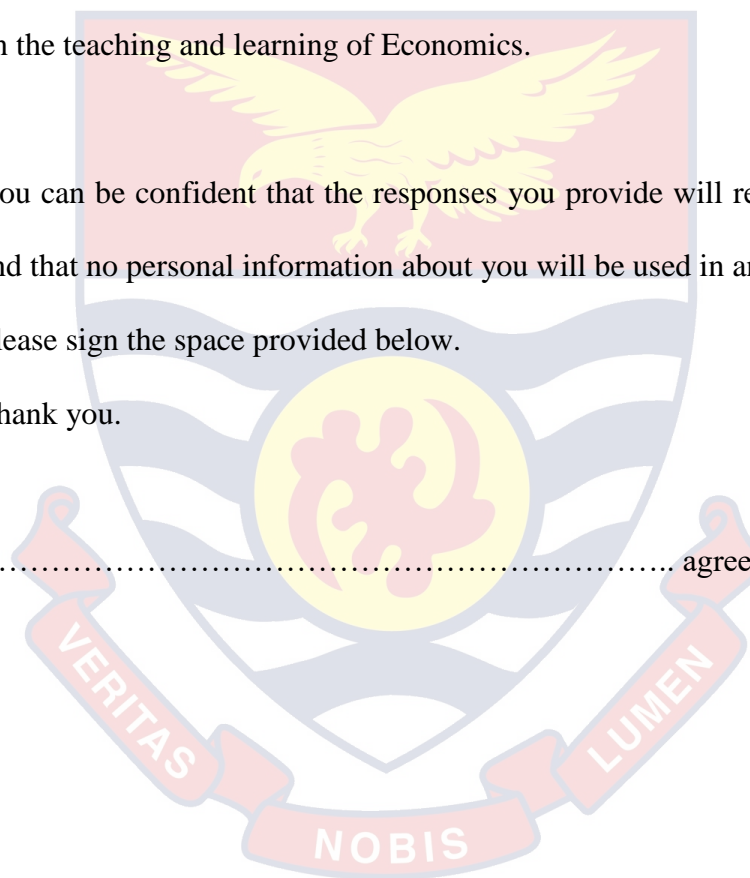 n the teaching and learning of Economics.
ou can be confident that the responses you provide will re
nd that no personal information about you will be used in an
lease sign the space provided below.
hank you.
…………………………………………………………….. agree
VERITAS
NOBIS
LUMEN